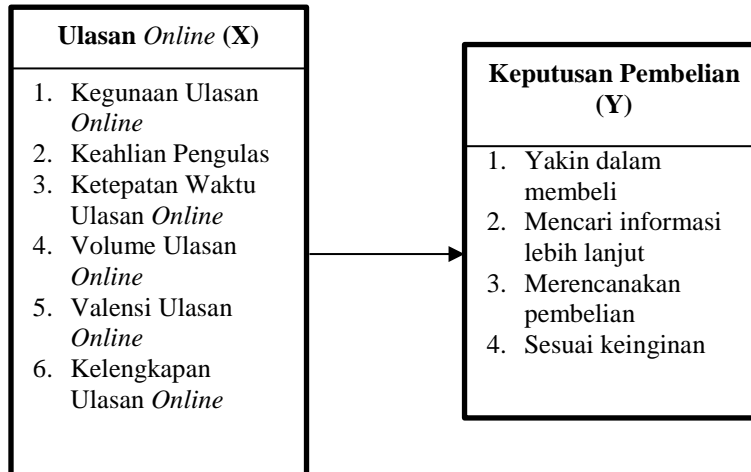 Ulasan Online (X)
1. Kegunaan Ulasan
Online
2. Keahlian Pengulas
3. Ketepatan Waktu
Ulasan Online
4. Volume Ulasan
Online
5. Valensi Ulasan
Online
6. Kelengkapan
Ulasan Online
Keputusan Pembelian
(Y)
1. Yakin dalam
membeli
2. Mencari informasi
lebih lanjut
3. Merencanakan
pembelian
4. Sesuai keinginan